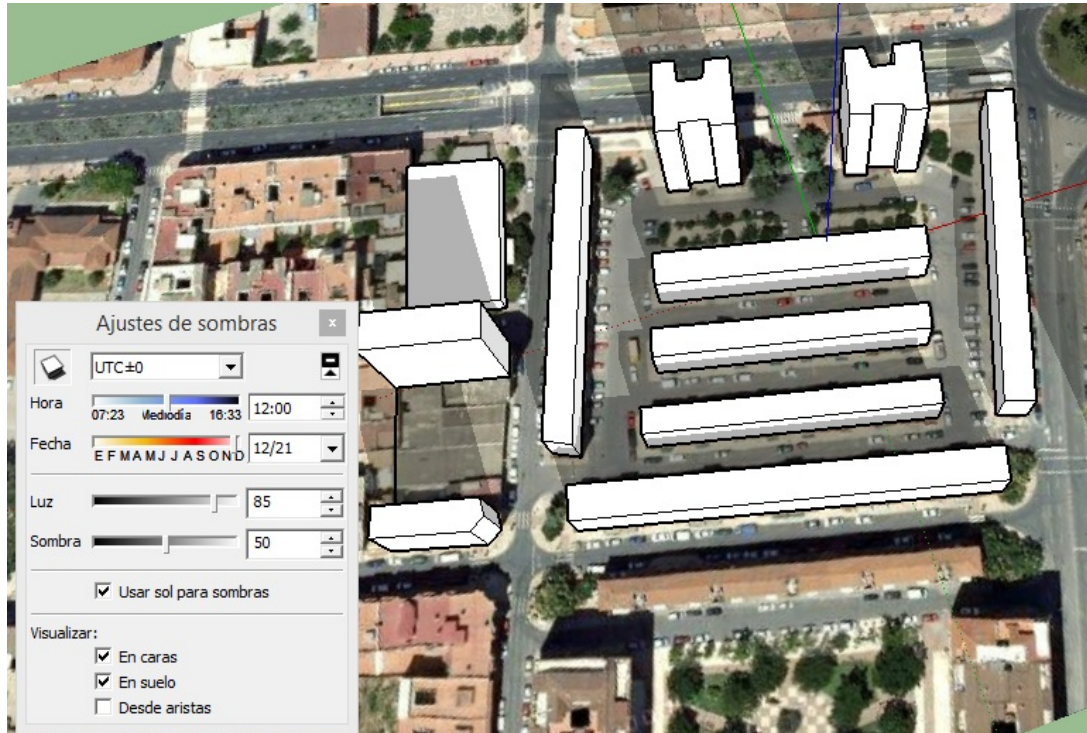 Ajustes de sombras
x
UTC±0
Hora
07:23 Mediodía 16:33
12:00
Fecha
E F M A M J J A S O N D
12/21
Luz
85
Sombra
50
Usar sol para sombras
Visualizar:
En caras
En suelo
Desde aristas